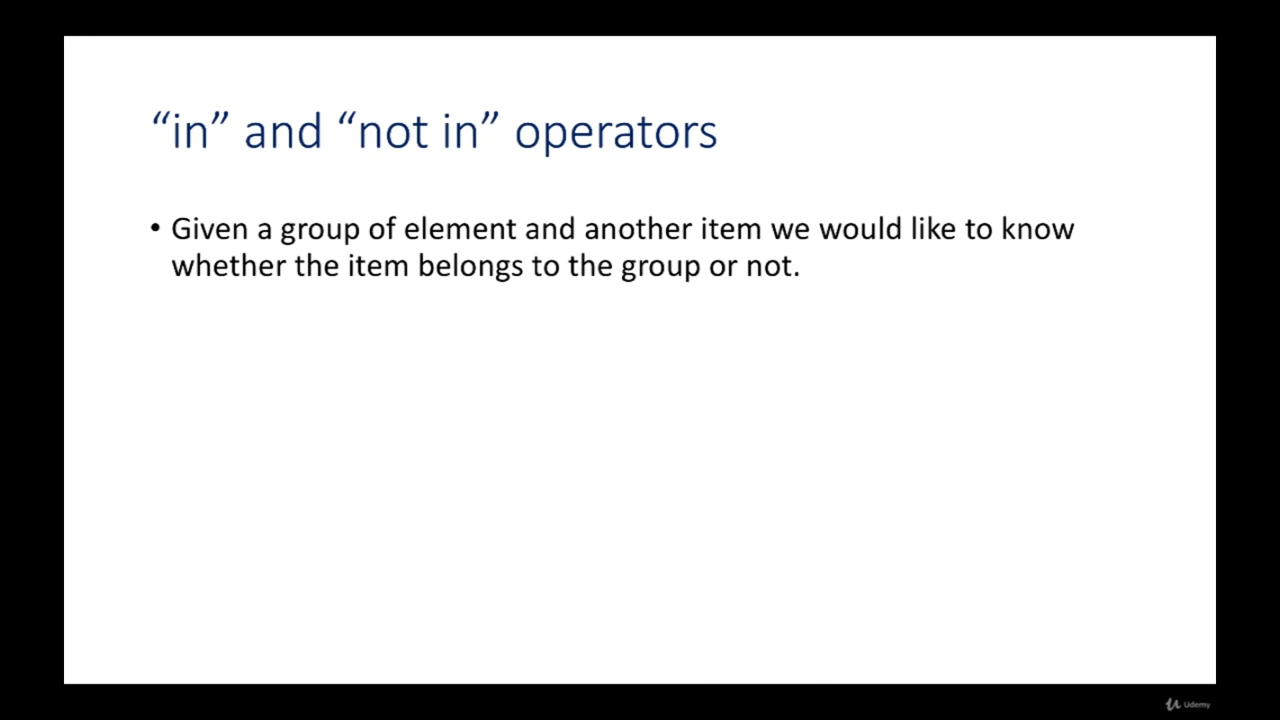 “in” and “not in” operators
• Given a group of element and another item we would like to know
whether the item belongs to the group or not.
Udemy